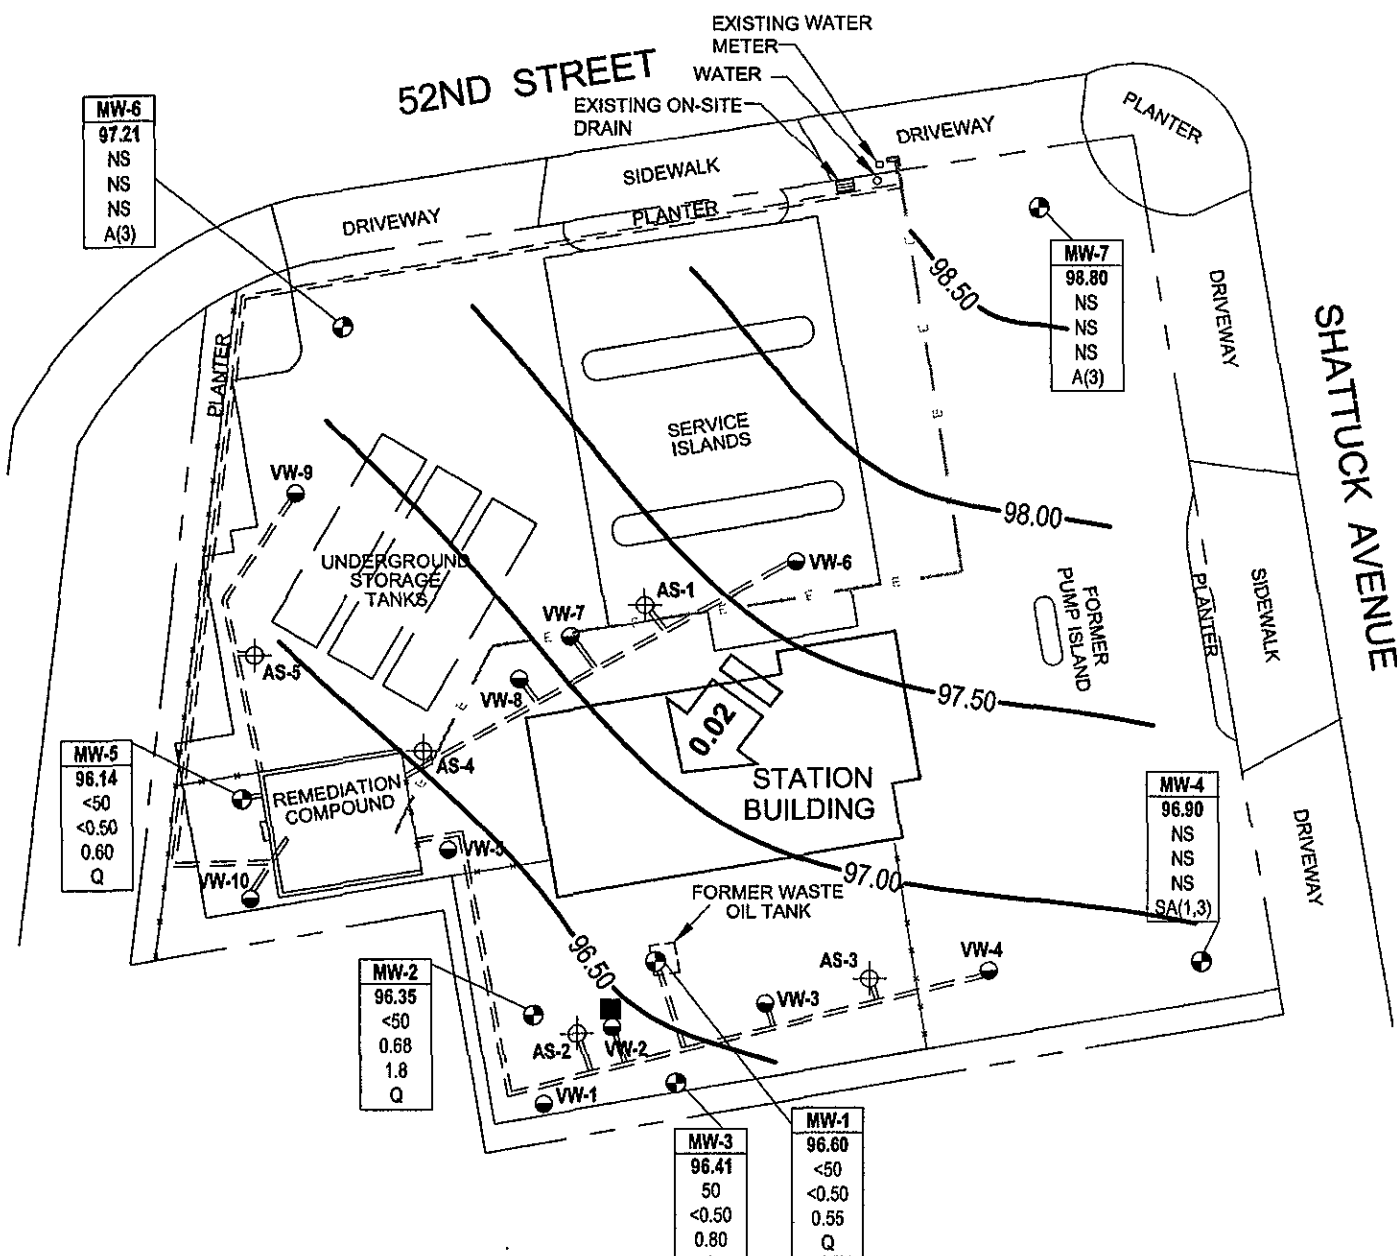 EXISTING WATER
METER
52ND STREET
WATER
EXISTING ON-SITE
DRAIN
DRIVEWAY
PLANTER
MW-6
97.21
NS
NS
NS
A(3)
SIDEWALK
DRIVEWAY
PLANTER
MW-7
98.80
NS
NS
NS
A(3)
98.50
DRIVEWAY
SHATTUCK AVENUE
PLANTER
SERVICE
ISLANDS
VW-9
98.00
UNDERGROUND
STORAGE
TANKS
VW-6
AS-1
VW-7
FORMER
PUMP ISLAND
PLANTER
SIDEWALK
AS-5
VW-8
97.50
0.02
MW-5
96.14
<50
<0.50
0.60
Q
AS-4
REMEDIATION
COMPOUND
STATION
BUILDING
MW-4
96.90
NS
NS
NS
SA(1,3)
DRIVEWAY
VW-5
VW-10
97.00
FORMER WASTE
OIL TANK
96.50
AS-3
VW-4
MW-2
96.35
<50
0.68
1.8
Q
VW-3
AS-2
VW-2
VW-1
MW-3
96.41
50
<0.50
0.80
MW-1
96.60
<50
<0.50
0.55
Q